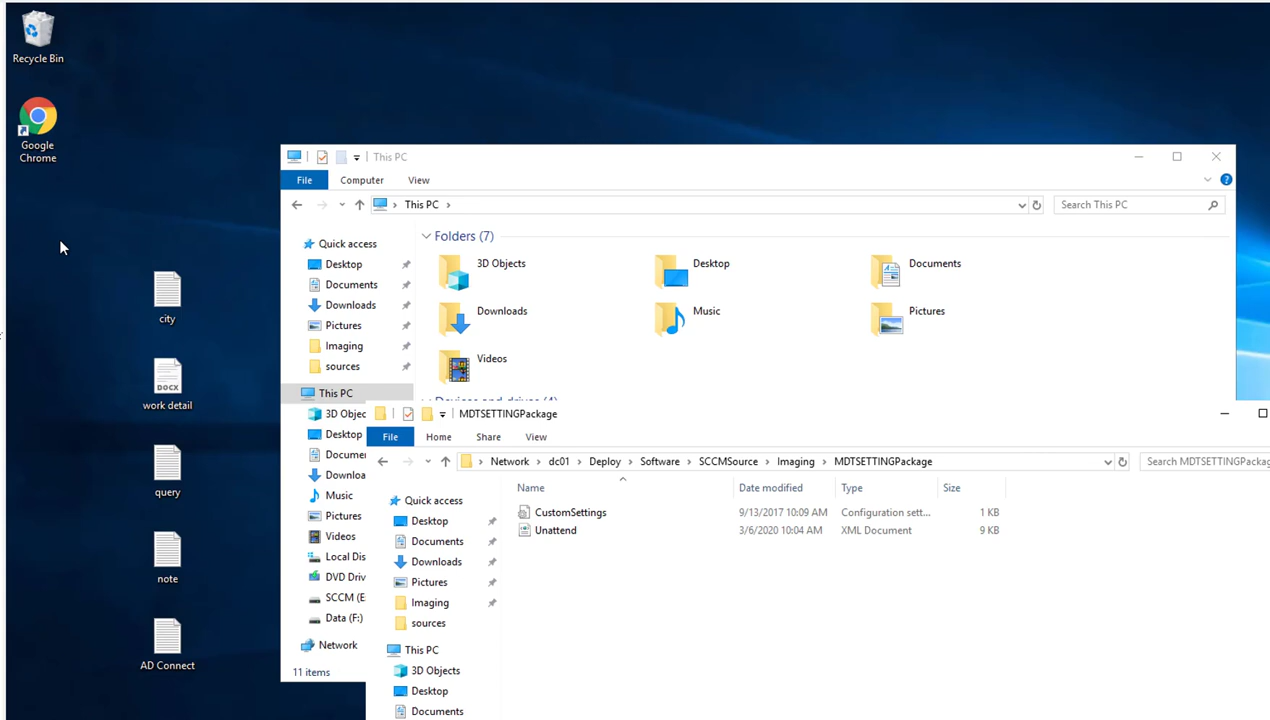 Recycle Bin
Google
Chrome
city
work detail
DOCX
query
note
AD Connect
This PC
File
Computer
View
This PC
Search This PC
Quick access
Desktop
Documents
Downloads
Pictures
Imaging
sources
This PC
3D Objec
Desktop
Docume
Downloa
Music
Pictures
Videos
Local Dis
DVD Driv
SCCM (E
Data (F:)
Network
11 items
Folders (7)
3D Objects
Desktop
Documents
Downloads
Music
Pictures
Videos
Devices and drives (4)
MDTSETTINGPackage
File
Home
Share
View
Network > dc01 > Deploy > Software > SCCMSource > Imaging > MDTSETTINGPackage
Search MDTSETTINGPackag
Quick access
Desktop
Documents
Downloads
Pictures
Imaging
sources
This PC
3D Objects
Desktop
Documents
Name Date modified Type Size
CustomSettings 9/13/2017 10:09 AM Configuration sett... 1 KB
Unattend 3/6/2020 10:04 AM XML Document 9 KB